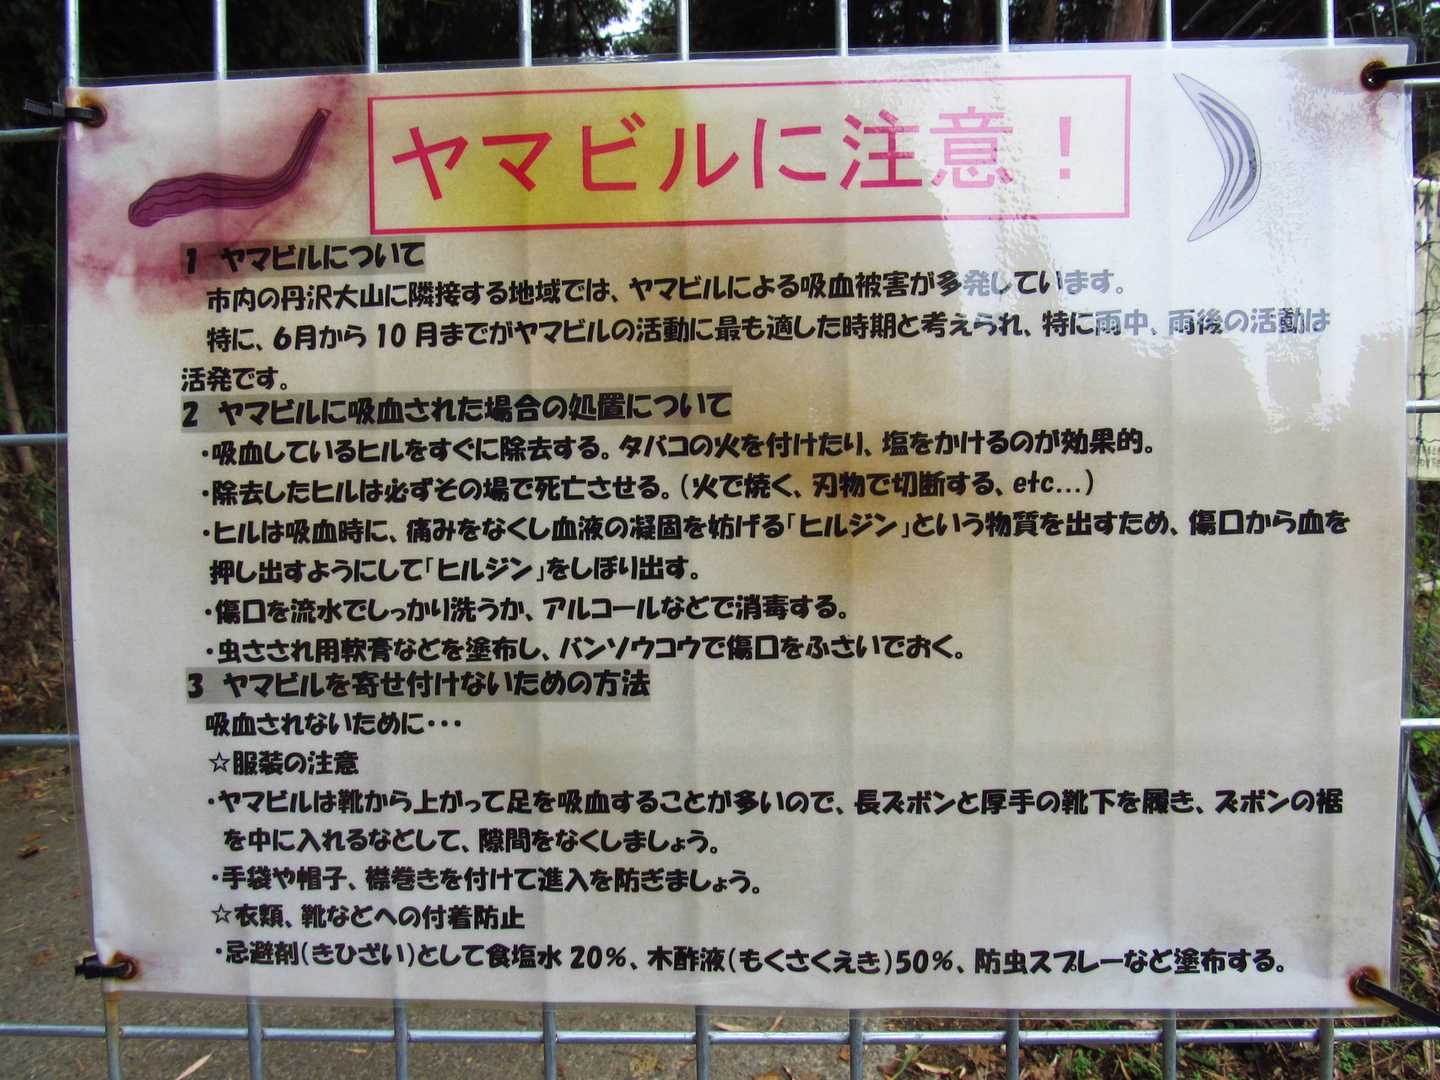 ヤマビルに注意！
1　ヤマビルについて
市内の丹沢大山に隣接する地域では、ヤマビルによる吸血被害が多発しています。
特に、6月から10月までがヤマビルの活動に最も適した時期と考えられ、特に雨中、雨後の活動は
活発です。
2　ヤマビルに吸血された場合の処置について
・吸血しているヒルをすぐに除去する。タバコの火を付けたり、塩をかけるのが効果的。
・除去したヒルは必ずその場で死亡させる。（火で焼く、刃物で切断する、etc…）
・ヒルは吸血時に、痛みをなくし血液の凝固を妨げる「ヒルジン」という物質を出すため、傷口から血を
押し出すようにして「ヒルジン」をしぼり出す。
・傷口を流水でしっかり洗うか、アルコールなどで消毒する。
・虫さされ用軟膏などを塗布し、バンソウコウで傷口をふさいでおく。
3　ヤマビルを寄せ付けないための方法
吸血されないために・・・
☆服装の注意
・ヤマビルは靴から上がって足を吸血することが多いので、長ズボンと厚手の靴下を履き、ズボンの裾
を中に入れるなどして、隙間をなくしましょう。
・手袋や帽子、襟巻きを付けて進入を防ぎましょう。
☆衣類、靴などへの付着防止
・忌避剤（きひざい）として食塩水20％、木酢液（もくさくえき）50％、防虫スプレーなど塗布する。